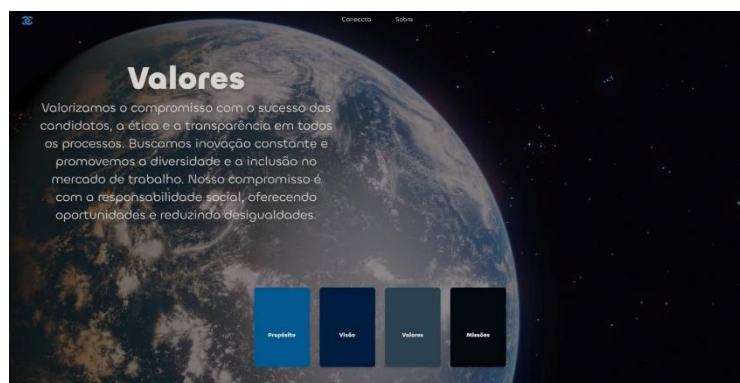 Coneccta Sobre
Valores
Valorizamos o compromisso com o sucesso dos
candidatos, a ética e a transparência em todos
os processos. Buscamos inovação constante e
promovemos a diversidade e a inclusão no
mercado de trabalho. Nosso compromisso é
com a responsabilidade social, oferecendo
oportunidades e reduzindo desigualdades.
Propósito Visão Valores Missões